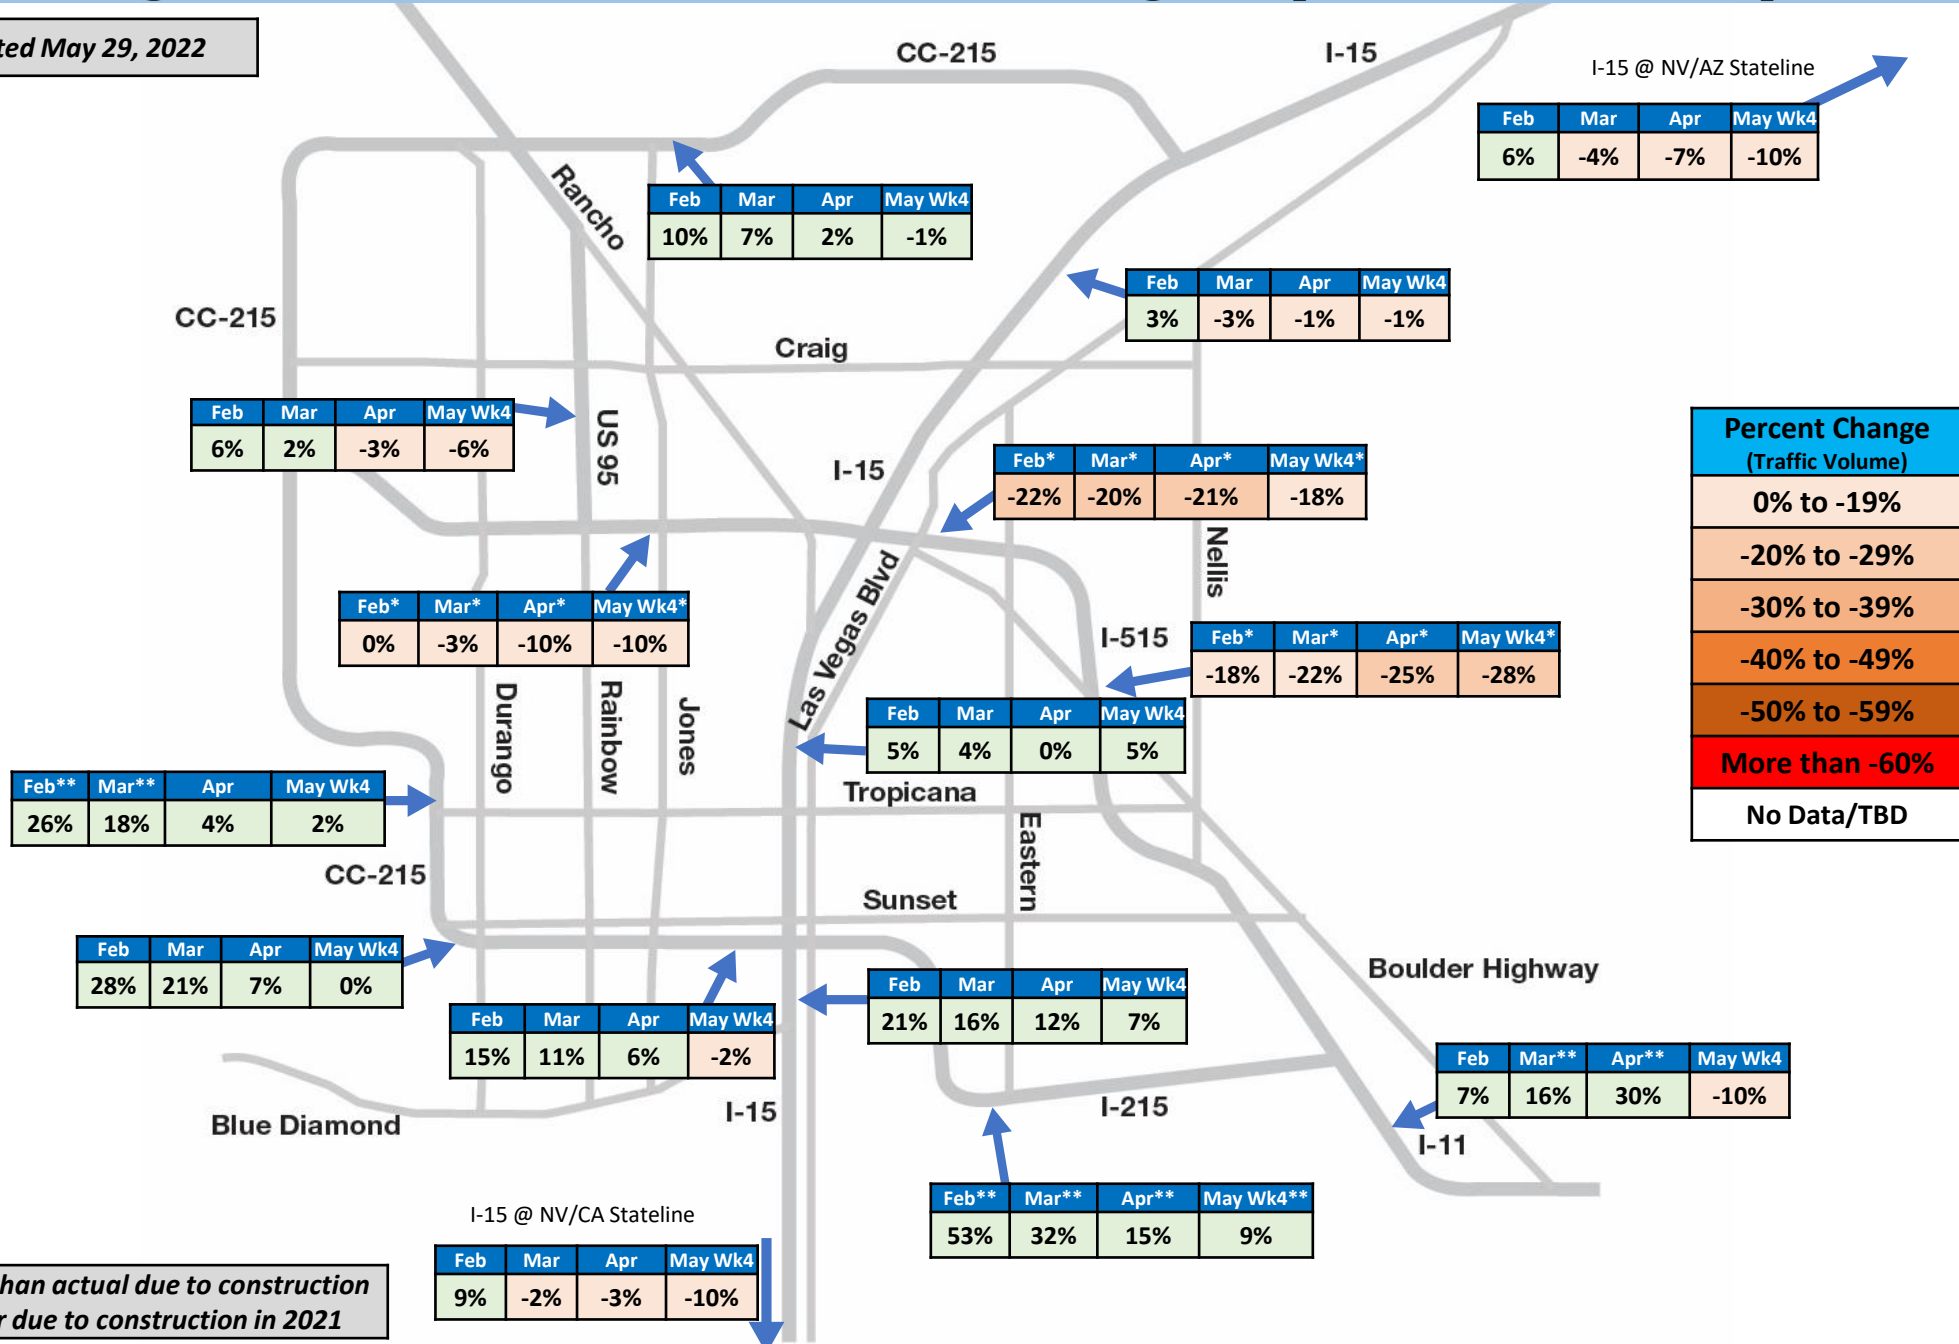 May 29, 2022
CC-215
I-15
I-15 @ NV/AZ Stateline
Feb Mar Apr May Wk4
6% -4% -7% -10%
Rancho
Feb Mar Apr May Wk4
10% 7% 2% -1%
Feb Mar Apr May Wk4
3% -3% -1% -1%
CC-215
Craig
Feb Mar Apr May Wk4
6% 2% -3% -6%
US 95
I-15
Feb* Mar* Apr* May Wk4*
-22% -20% -21% -18%
Nellis
Percent Change
(Traffic Volume)
0% to -19%
-20% to -29%
-30% to -39%
-40% to -49%
-50% to -59%
More than -60%
No Data/TBD
Las Vegas Blvd
Feb* Mar* Apr* May Wk4*
0% -3% -10% -10%
I-515
Feb* Mar* Apr* May Wk4*
-18% -22% -25% -28%
Durango
Rainbow
Jones
Feb Mar Apr May Wk4
5% 4% 0% 5%
Feb** Mar** Apr May Wk4
26% 18% 4% 2%
Tropicana
Eastern
CC-215
Sunset
Feb Mar Apr May Wk4
28% 21% 7% 0%
Boulder Highway
Feb Mar Apr May Wk4
21% 16% 12% 7%
Feb Mar Apr May Wk4
15% 11% 6% -2%
Feb Mar** Apr** May Wk4
7% 16% 30% -10%
Blue Diamond
I-15
I-215
I-11
Feb** Mar** Apr** May Wk4**
53% 32% 15% 9%
I-15 @ NV/CA Stateline
Feb Mar Apr May Wk4
9% -2% -3% -10%
actual due to construction
due to construction in 2021